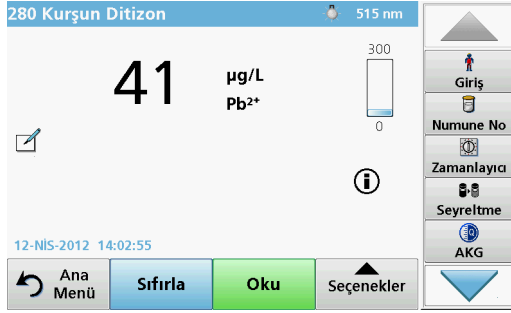 280 Kurşun Ditizon
515 nm
41
µg/L
Pb²⁺
300
0
i
12-NİS-2012 14:02:55
Ana
Menü
Sıfırla
Oku
Seçenekler
Giriş
Numune No
Zamanlayıcı
Seyreltme
AKG